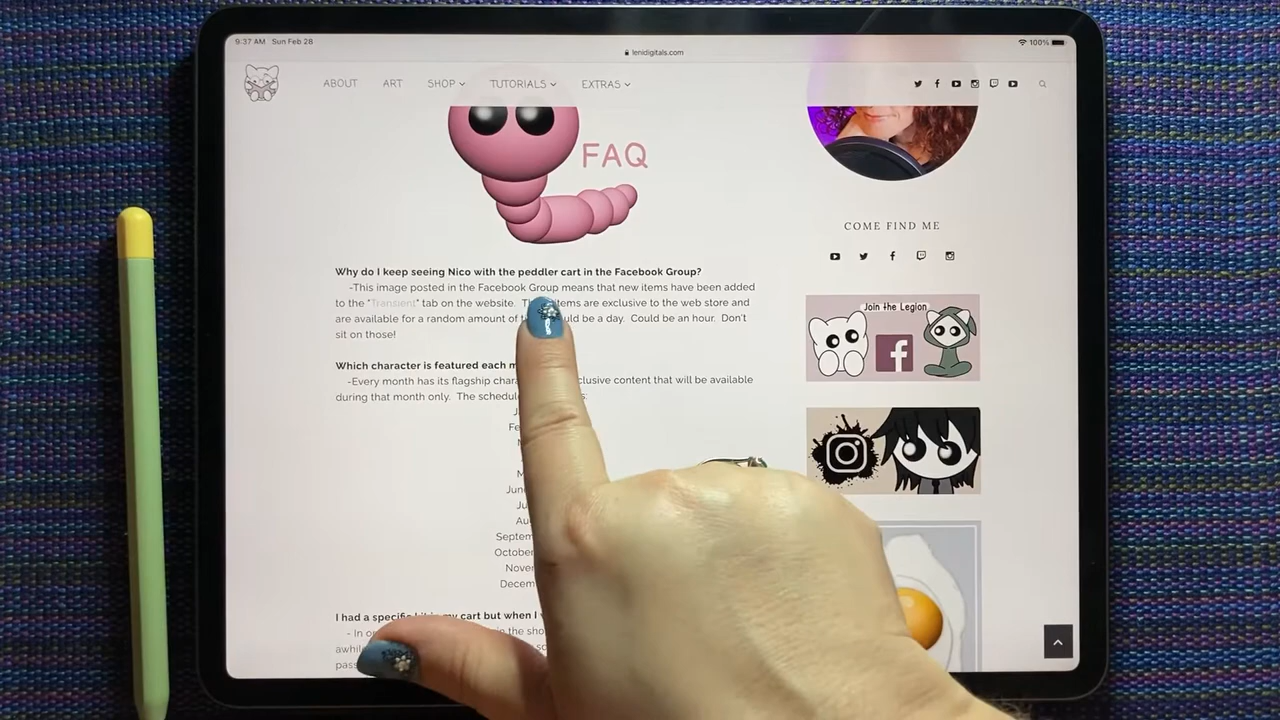 9:37 AM Sun Feb 28
lenidigitals.com
100%
ABOUT ART SHOP TUTORIALS EXTRAS
FAQ
COME FIND ME
Why do I keep seeing Nico with the peddler cart in the Facebook Group?
-This image posted in the Facebook Group means that new items have been added
to the "Transient" tab on the website. items are exclusive to the web store and
are available for a random amount of be a day. Could be an hour. Don't
sit on those!
Join the Legion
Which character is featured each
-Every month has its flagship content that will be available
during that month only. The
June
I had a specific my cart but when I
- In the